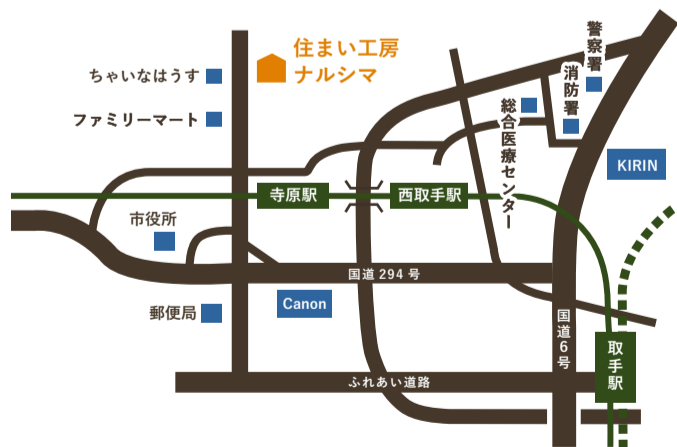 住まい工房
ナルシマ
ちゃいなはうす
ファミリーマート
警察署
消防署
総合医療センター
KIRIN
寺原駅
西取手駅
市役所
国道294号
Canon
郵便局
国道6号
取手駅
ふれあい道路